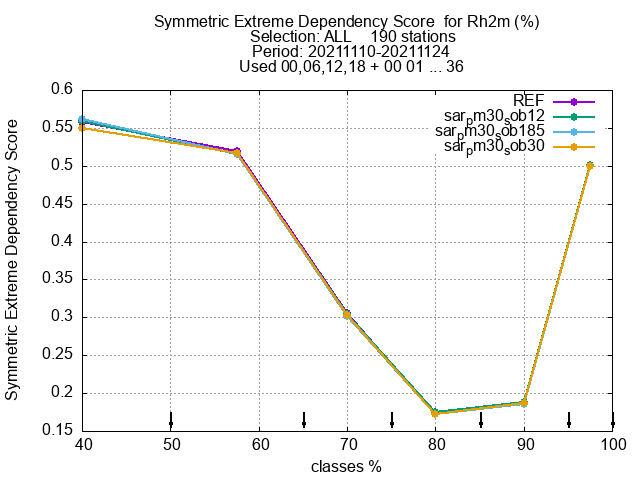 Symmetric Extreme Dependency Score for Rh2m (%)
Selection: ALL 190 stations
Period: 20211110-20211124
Used 00,06,12,18 + 00 01 ... 36
REF
sarpm30sob12
sarpm30sob185
sarpm30sob30
Symmetric Extreme Dependency Score
0.6
0.55
0.5
0.45
0.4
0.35
0.3
0.25
0.2
0.15
40 50 60 70 80 90 100
classes %